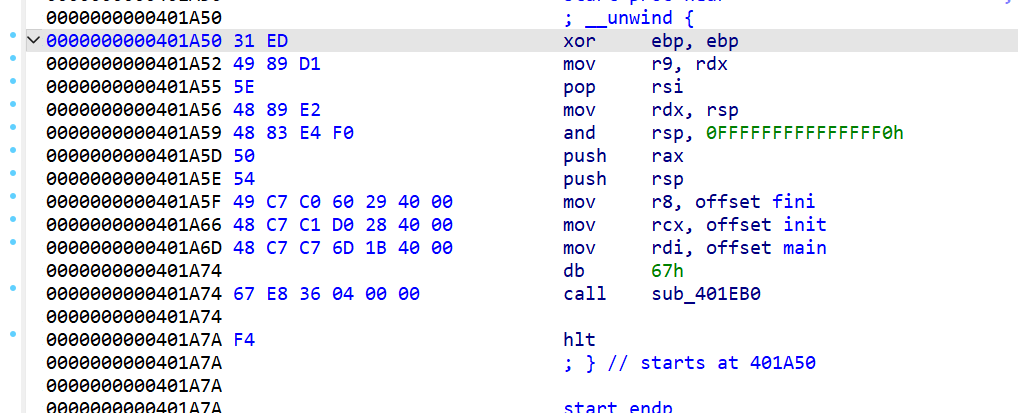 0000000000401A50 start proc near
0000000000401A50 ; __unwind {
0000000000401A50 31 ED xor ebp, ebp
0000000000401A52 49 89 D1 mov r9, rdx
0000000000401A55 5E pop rsi
0000000000401A56 48 89 E2 mov rdx, rsp
0000000000401A59 48 83 E4 F0 and rsp, 0FFFFFFFFFFFFFFF0h
0000000000401A5D 50 push rax
0000000000401A5E 54 push rsp
0000000000401A5F 49 C7 C0 60 29 40 00 mov r8, offset fini
0000000000401A66 48 C7 C1 D0 28 40 00 mov rcx, offset init
0000000000401A6D 48 C7 C7 6D 1B 40 00 mov rdi, offset main
0000000000401A74 db 67h
0000000000401A74 67 E8 36 04 00 00 call sub_401EB0
0000000000401A74
0000000000401A7A F4 hlt
0000000000401A7A ; } // starts at 401A50
0000000000401A7A
0000000000401A7A start endp